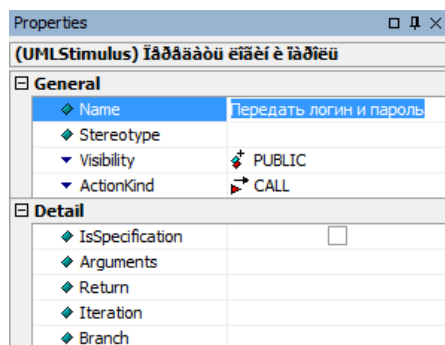 Properties
(UMLStimulus) Ïåðåäàòü ëîãèí è ïàðîëü
General
Name Передать логин и пароль
Stereotype
Visibility PUBLIC
ActionKind CALL
Detail
IsSpecification
Arguments
Return
Iteration
Branch